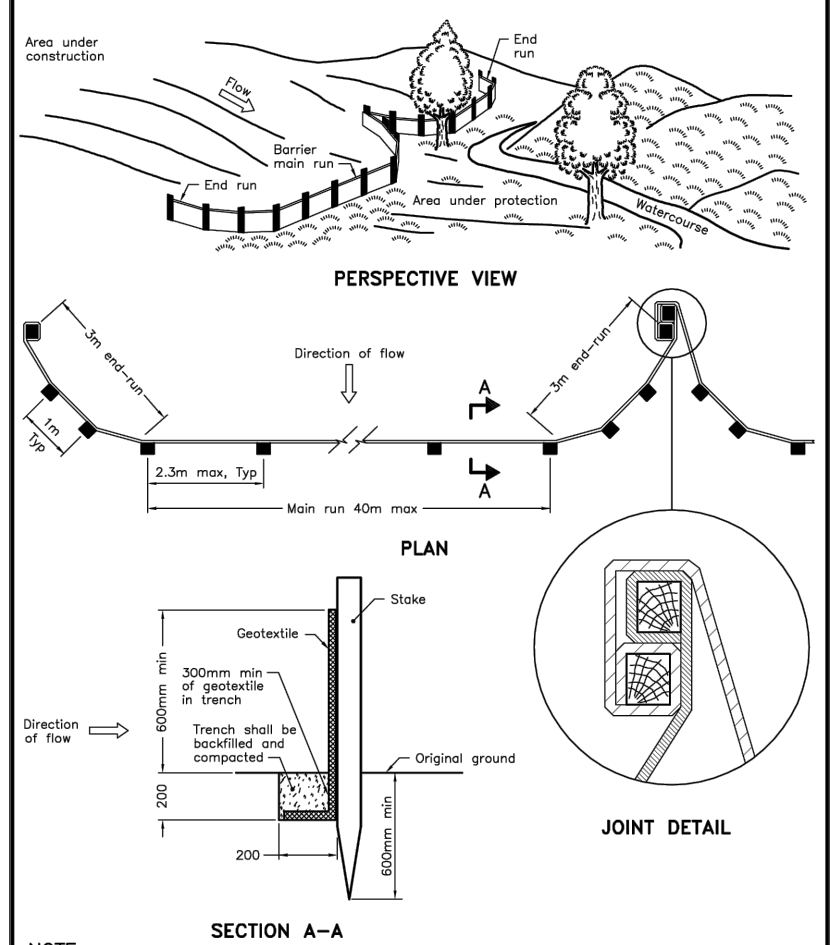 Area under
construction
End
run
Flow
Barrier
main run
End run
Area under protection
Watercourse
PERSPECTIVE VIEW
3m end-run
Direction of flow
3m end-run
A
1m
Typ
2.3m max, Typ
A
Main run 40m max
PLAN
Stake
Geotextile
600mm min
300mm min
of geotextile
in trench
Direction
of flow
Trench shall be
backfilled and
compacted
Original ground
200
600mm min
200
JOINT DETAIL
SECTION A-A